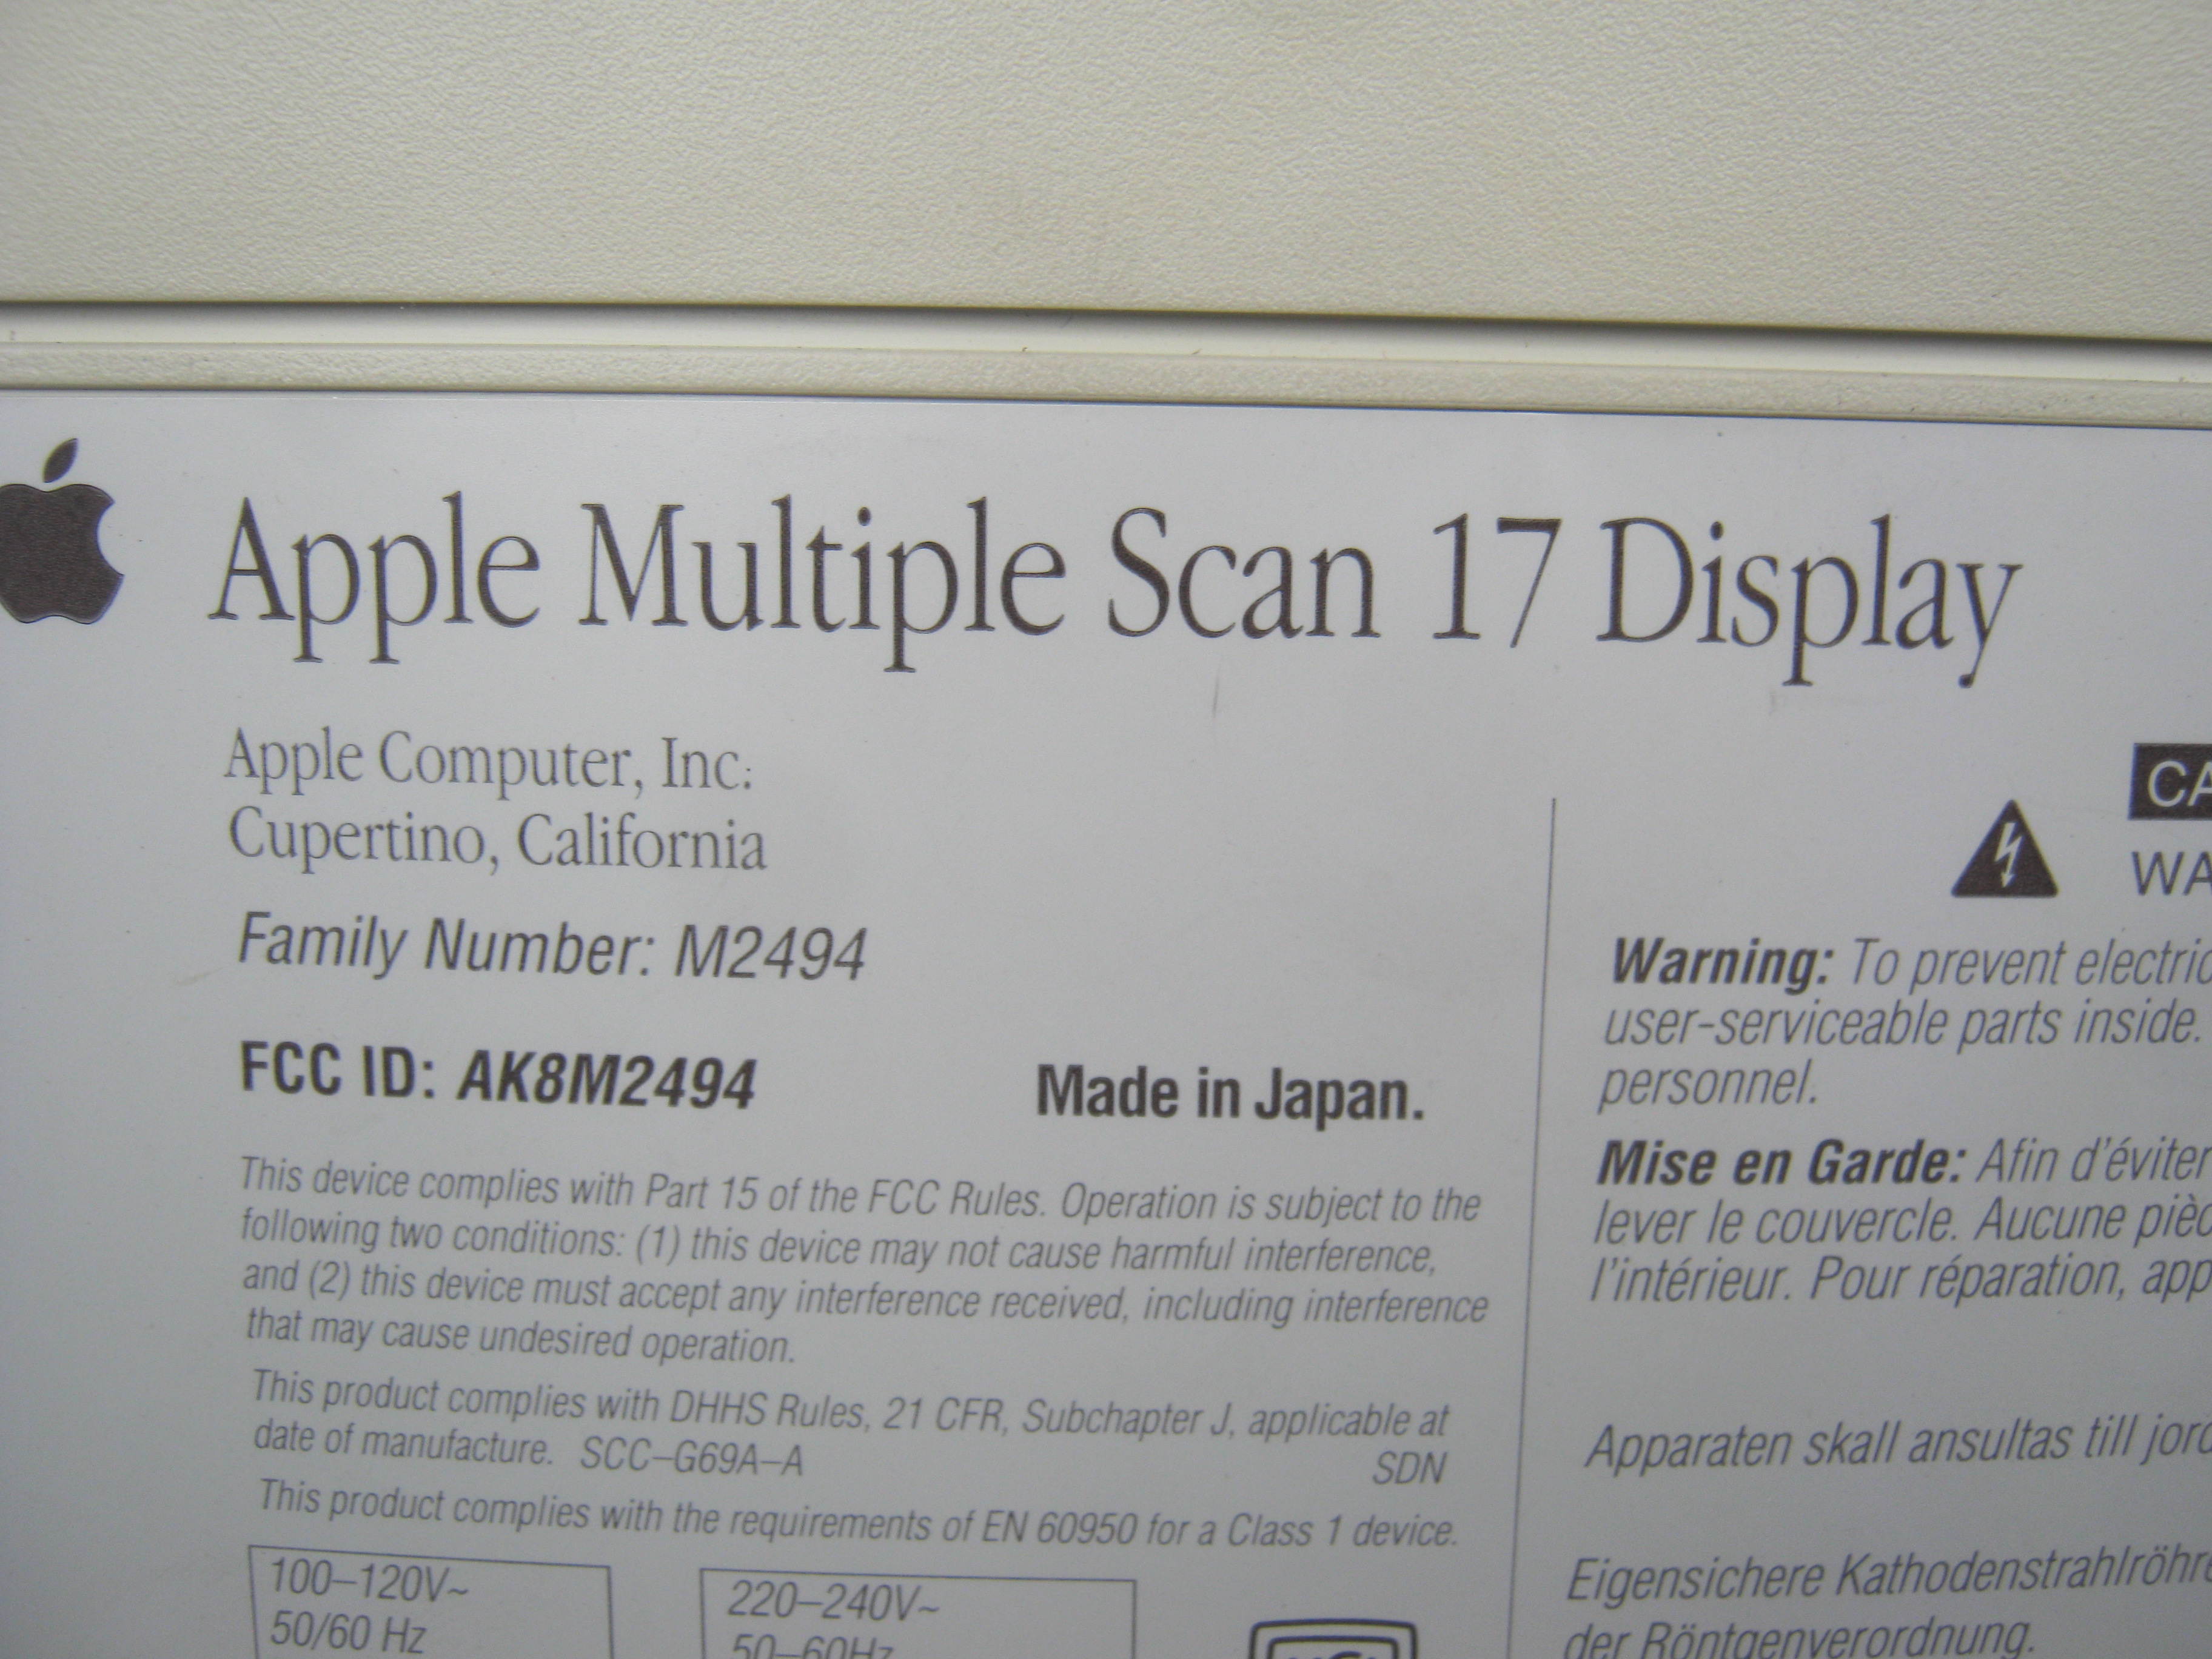 Apple Multiple Scan 17 Display
Apple Computer, Inc.
Cupertino, California
Family Number: M2494
FCC ID: AK8M2494
Made in Japan.
This device complies with Part 15 of the FCC Rules. Operation is subject to the
following two conditions: (1) this device may not cause harmful interference,
and (2) this device must accept any interference received, including interference
that may cause undesired operation.
This product complies with DHHS Rules, 21 CFR, Subchapter J, applicable at
date of manufacture. SCC–G69A–A SDN
This product complies with the requirements of EN 60950 for a Class 1 device.
100–120V~
50/60 Hz
220–240V~
50–60Hz
CA
WA
Warning: To prevent electric
user-serviceable parts inside.
personnel.
Mise en Garde: Afin d'éviter
lever le couvercle. Aucune pièc
l'intérieur. Pour réparation, app
Apparaten skall ansultas till jord
Eigensichere Kathodenstrahlröhre
der Röntgenverordnung.